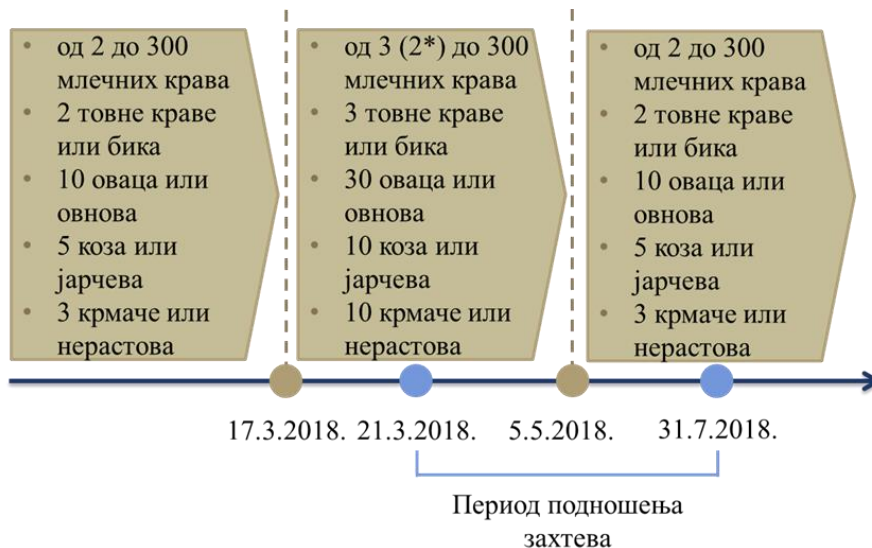 • од 2 до 300
млечних крава
• 2 товне краве
или бика
• 10 оваца или
овнова
• 5 коза или
јарчева
• 3 крмаче или
нерастова
• од 3 (2*) до 300
млечних крава
• 3 товне краве
или бика
• 30 оваца или
овнова
• 10 коза или
јарчева
• 10 крмаче или
нерастова
• од 2 до 300
млечних крава
• 2 товне краве
или бика
• 10 оваца или
овнова
• 5 коза или
јарчева
• 3 крмаче или
нерастова
17.3.2018. 21.3.2018. 5.5.2018. 31.7.2018.
Период подношења
захтева